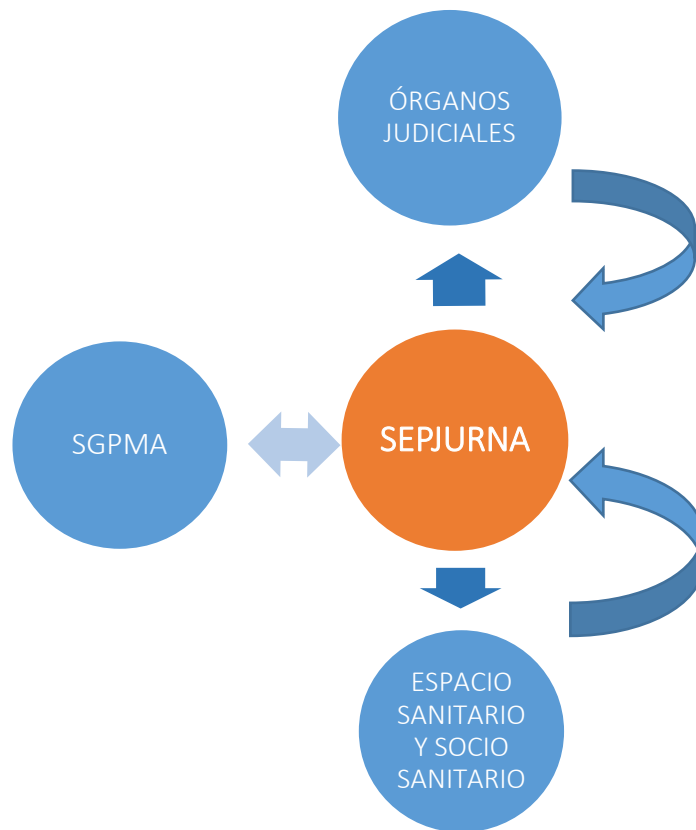 ÓRGANOS
JUDICIALES
SGPMA
SEPJURNA
ESPACIO
SANITARIO
Y SOCIO
SANITARIO